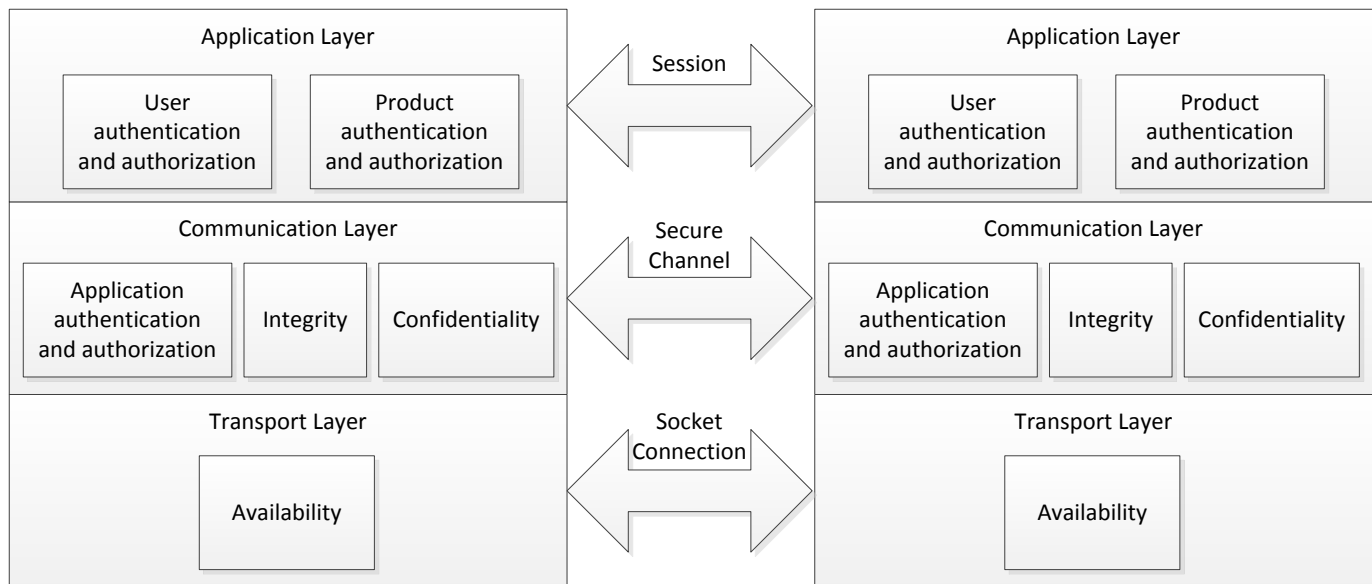 Application Layer
User
authentication
and authorization
Product
authentication
and authorization
Session
Application Layer
User
authentication
and authorization
Product
authentication
and authorization
Communication Layer
Application
authentication
and authorization
Integrity
Confidentiality
Secure
Channel
Communication Layer
Application
authentication
and authorization
Integrity
Confidentiality
Transport Layer
Availability
Socket
Connection
Transport Layer
Availability